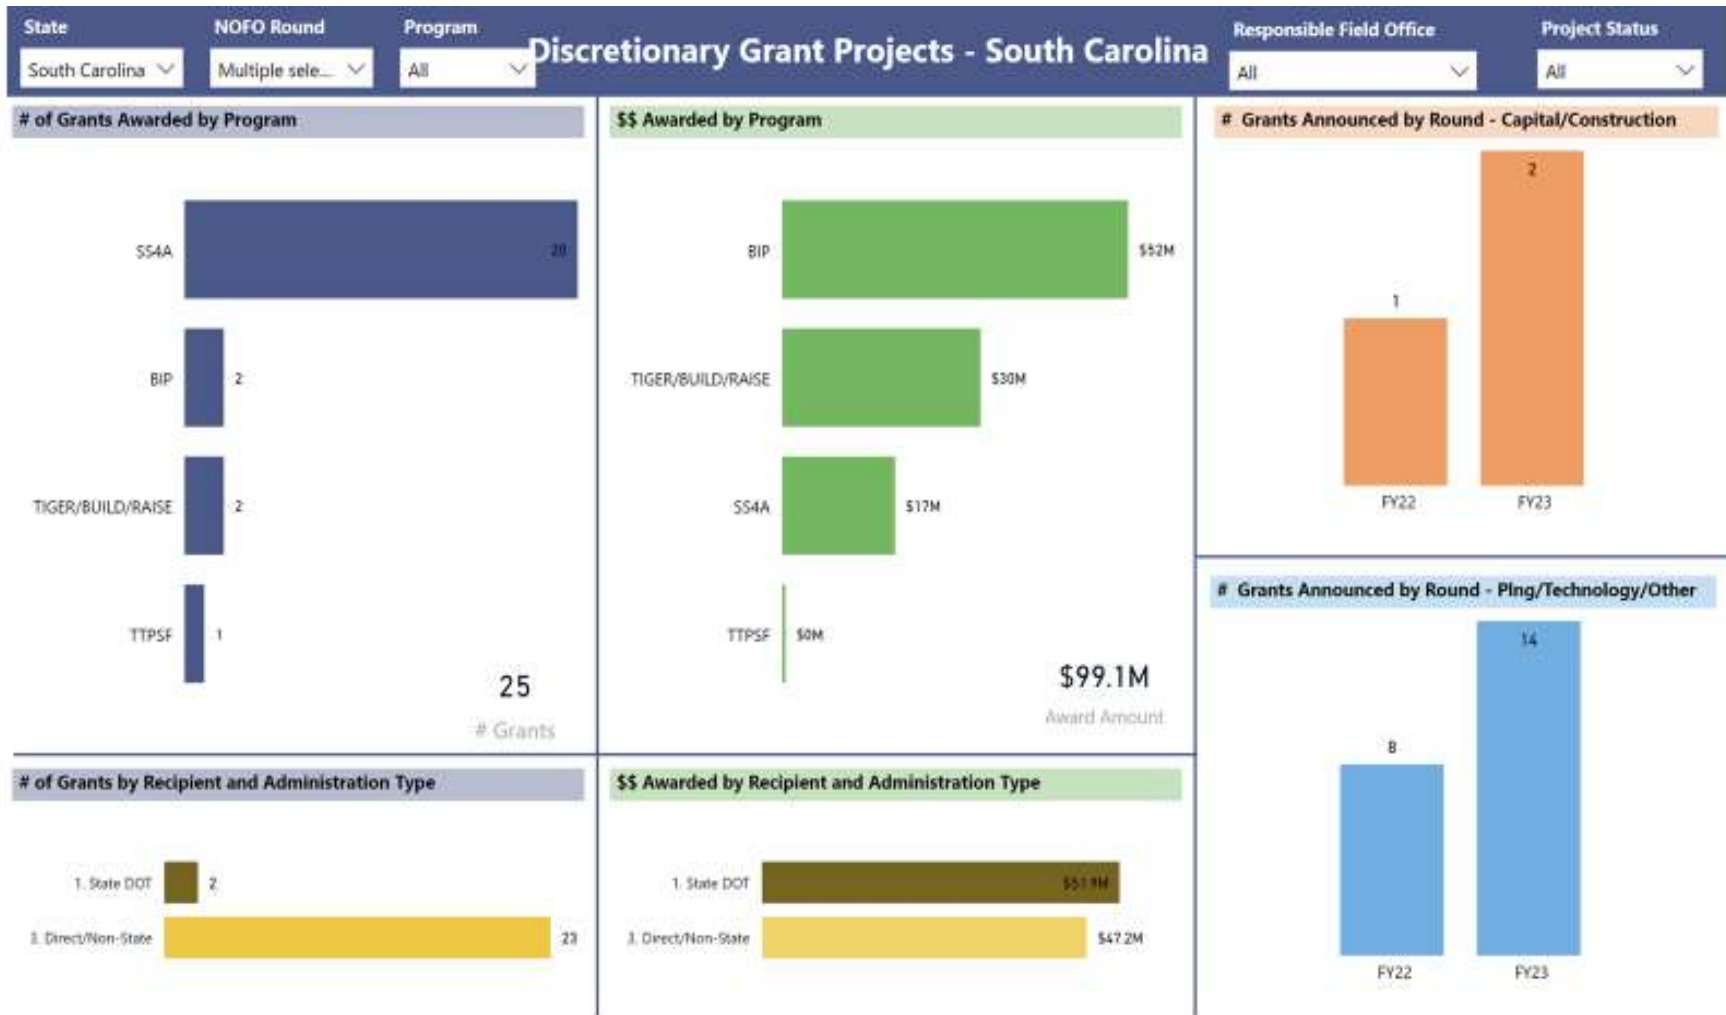 State
NOFO Round
Program
Discretionary Grant Projects - South Carolina
Responsible Field Office
Project Status
South Carolina
Multiple sele...
All
All
All
# of Grants Awarded by Program
SS4A
20
BIP
2
TIGER/BUILD/RAISE
2
TTPSF
1
25
# Grants
$$ Awarded by Program
BIP
$52M
TIGER/BUILD/RAISE
$30M
SS4A
$17M
TTPSF
$0M
$99.1M
Award Amount
# Grants Announced by Round - Capital/Construction
2
1
FY22
FY23
# Grants Announced by Round - Plng/Technology/Other
14
8
FY22
FY23
# of Grants by Recipient and Administration Type
1. State DOT
2
3. Direct/Non-State
23
$$ Awarded by Recipient and Administration Type
1. State DOT
$51.9M
3. Direct/Non-State
$47.2M